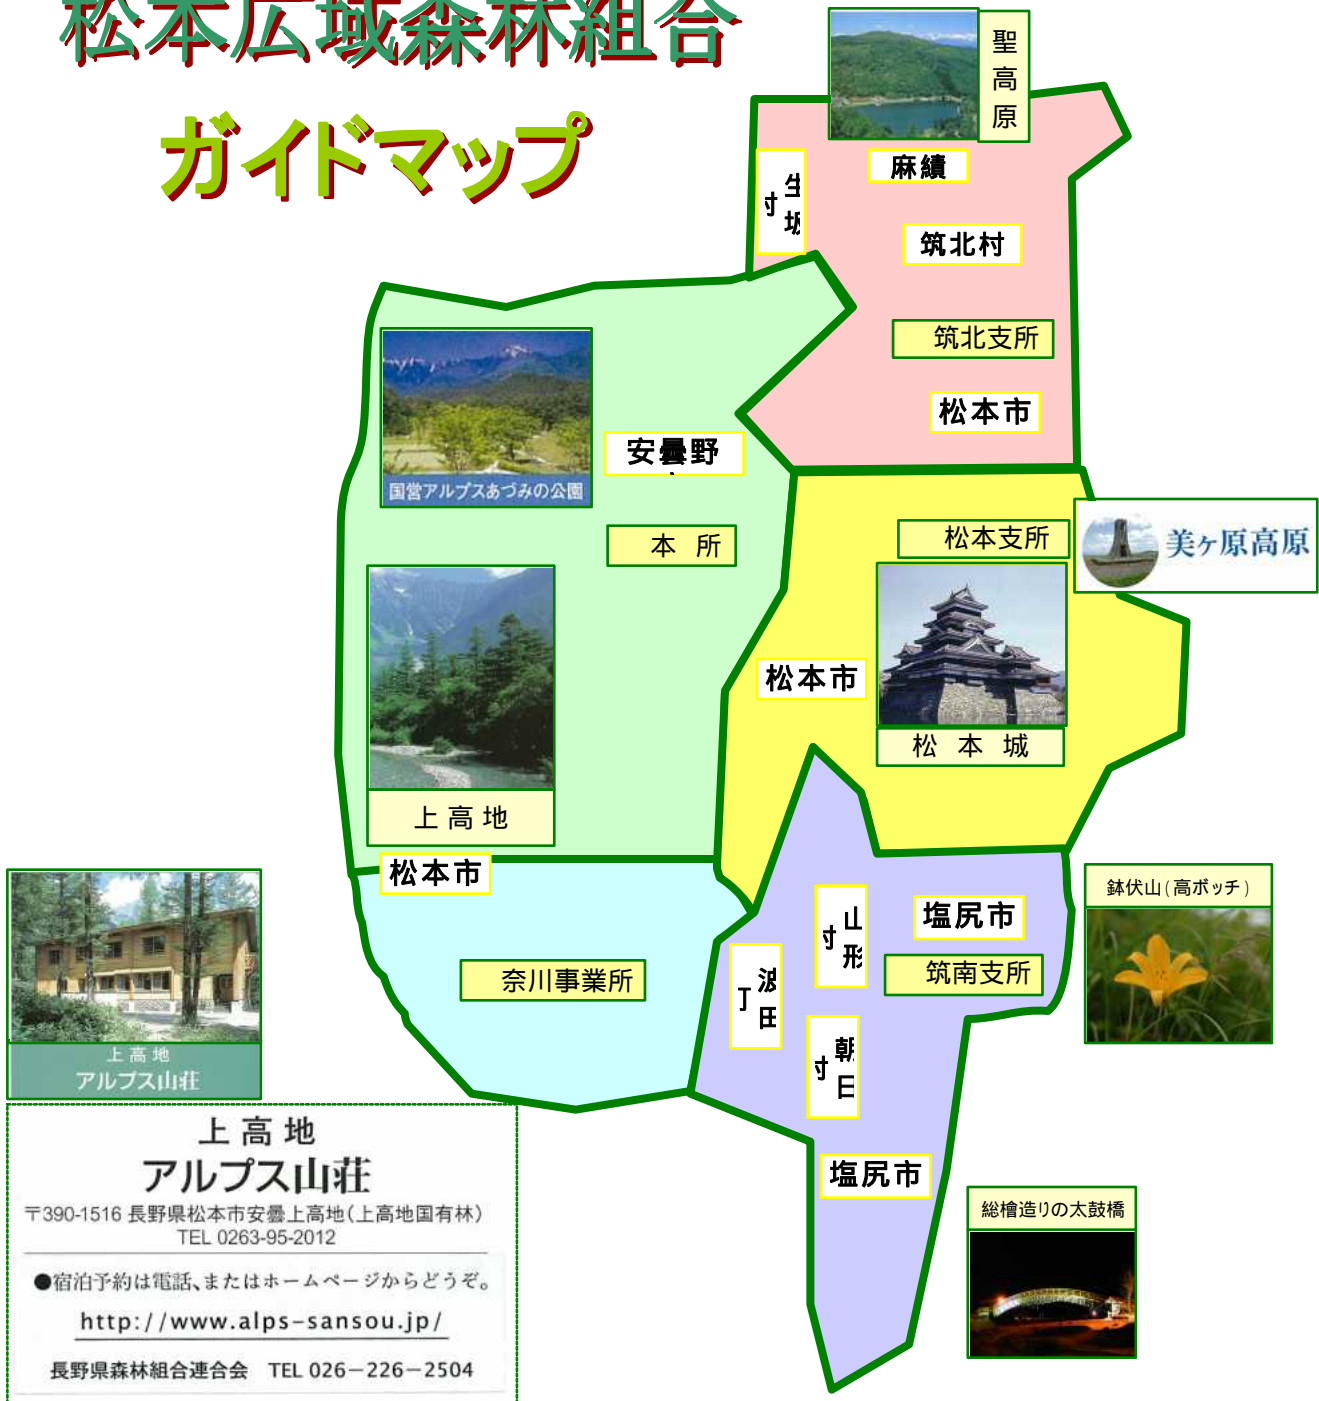 松本広域森林組合
ガイドマップ
聖高原
麻績
生坂村
筑北村
筑北支所
松本市
国営アルプスあづみの公園
安曇野
本 所
松本支所
美ヶ原高原
松本市
松 本 城
上 高 地
松本市
奈川事業所
山形村
塩尻市
筑南支所
波田
朝日村
塩尻市
鉢伏山(高ボッチ)
総檜造りの太鼓橋
上 高 地
アルプス山荘
上 高 地
アルプス山荘
〒390-1516 長野県松本市安曇上高地(上高地国有林)
TEL 0263-95-2012
●宿泊予約は電話、またはホームページからどうぞ。
http://www.alps-sansou.jp/
長野県森林組合連合会 TEL 026-226-2504